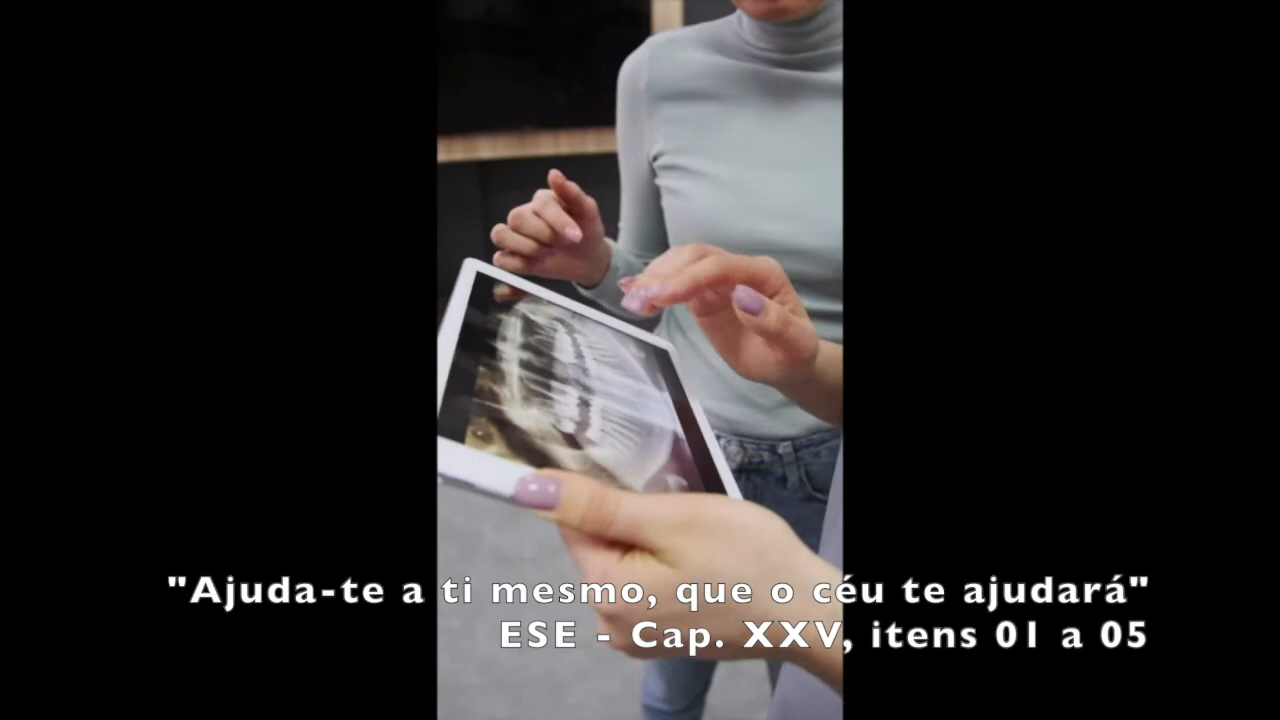 "Ajuda-te a ti mesmo, que o céu te ajudará"
ESE - Cap. XXV, itens 01 a 05